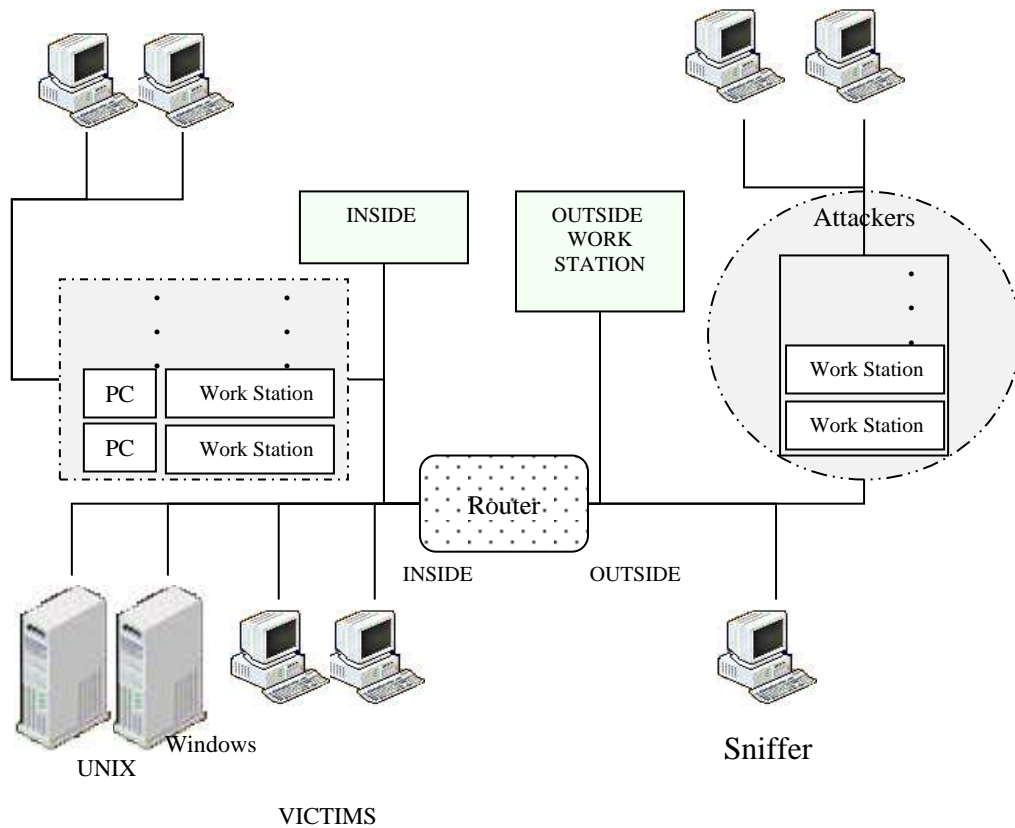 INSIDE
OUTSIDE
WORK
STATION
Attackers
PC
Work Station
PC
Work Station
Work Station
Work Station
Router
INSIDE
OUTSIDE
Windows
UNIX
Sniffer
VICTIMS